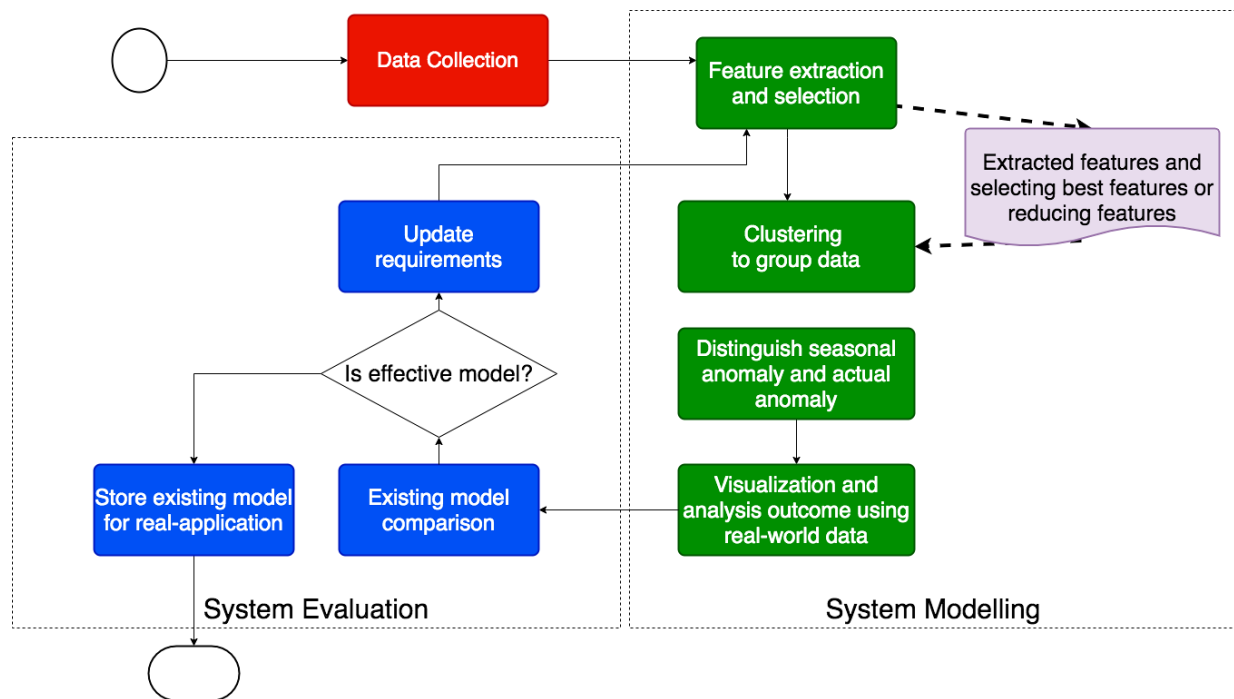 Data Collection
Feature extraction
and selection
Extracted features and
selecting best features or
reducing features
Clustering
to group data
Distinguish seasonal
anomaly and actual
anomaly
Visualization and
analysis outcome using
real-world data
System Modelling
Update
requirements
Is effective model?
Existing model
comparison
Store existing model
for real-application
System Evaluation